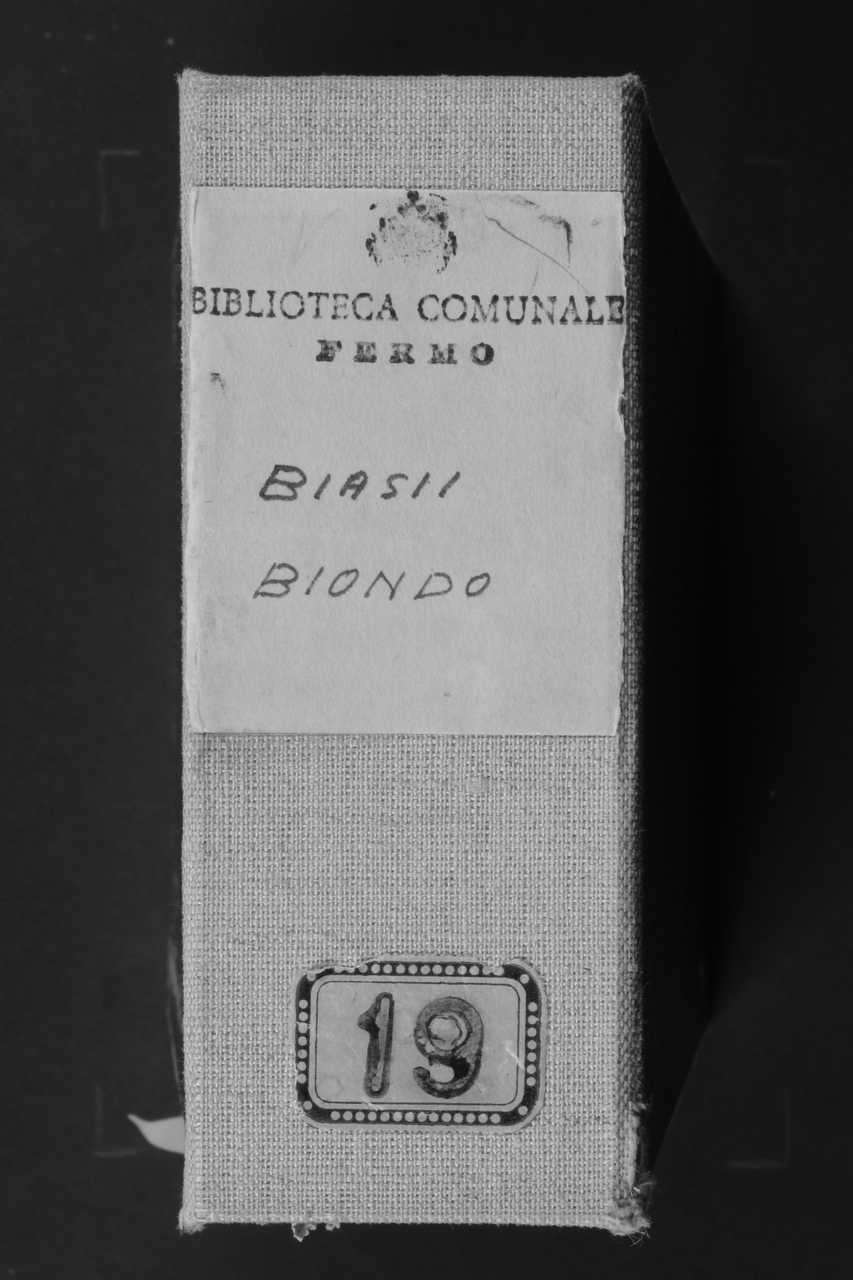 BIBLIOTECA COMUNALE
FERMO
BIASII
BIONDO
19